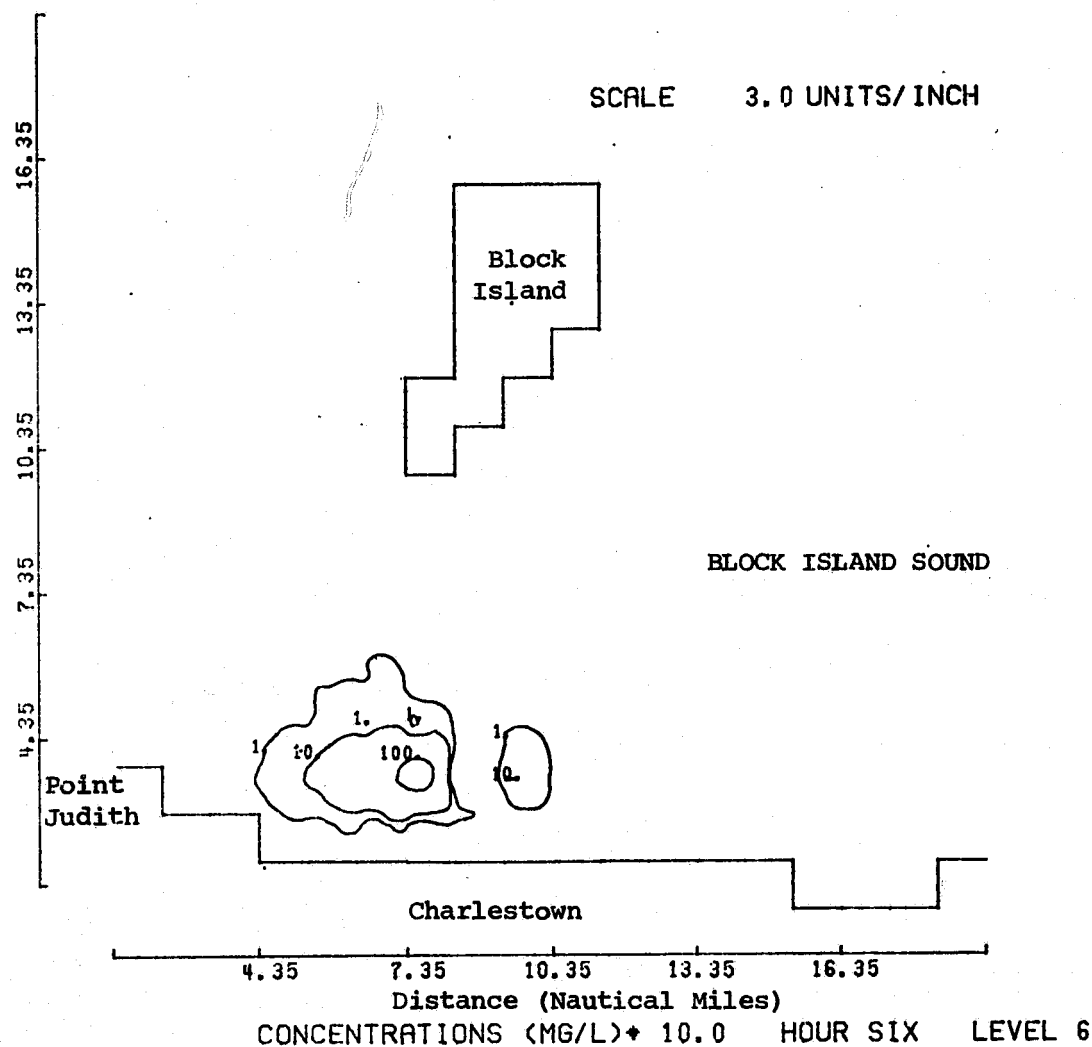 SCALE 3.0 UNITS/INCH
16.35
Block
Island
13.35
10.35
BLOCK ISLAND SOUND
7.35
1. 6
1.
4.35
1
10
100.
10.
Point
Judith
Charlestown
4.35 7.35 10.35 13.35 16.35
Distance (Nautical Miles)
CONCENTRATIONS (MG/L)* 10.0 HOUR SIX LEVEL 6